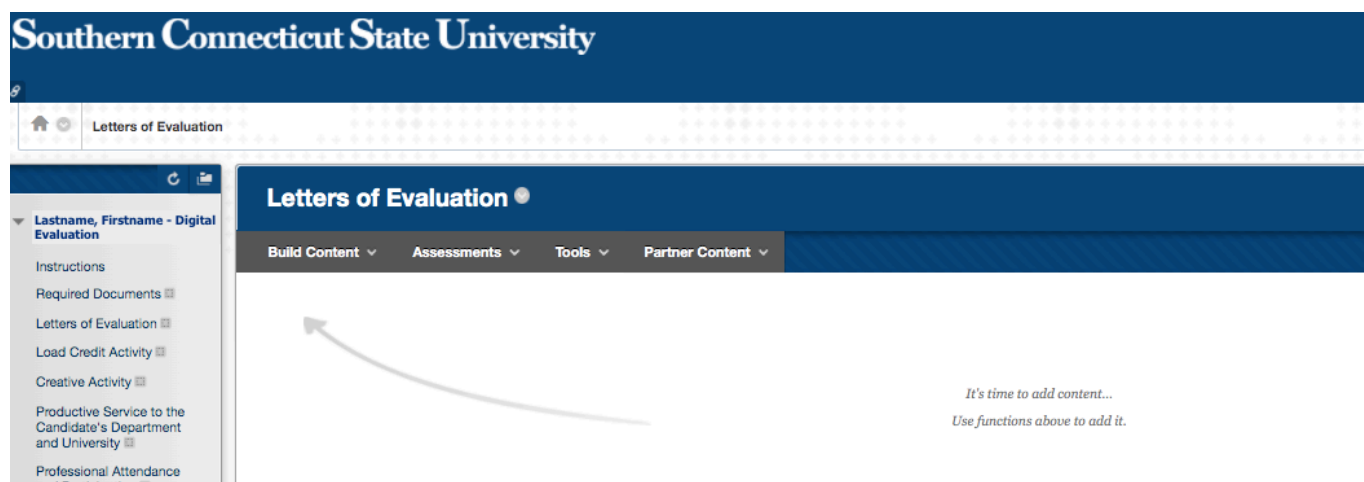 Southern Connecticut State University
Letters of Evaluation
Lastname, Firstname - Digital
Evaluation
Instructions
Required Documents
Letters of Evaluation
Load Credit Activity
Creative Activity
Productive Service to the
Candidate's Department
and University
Professional Attendance
Letters of Evaluation
Build Content
Assessments
Tools
Partner Content
It's time to add content...
Use functions above to add it.